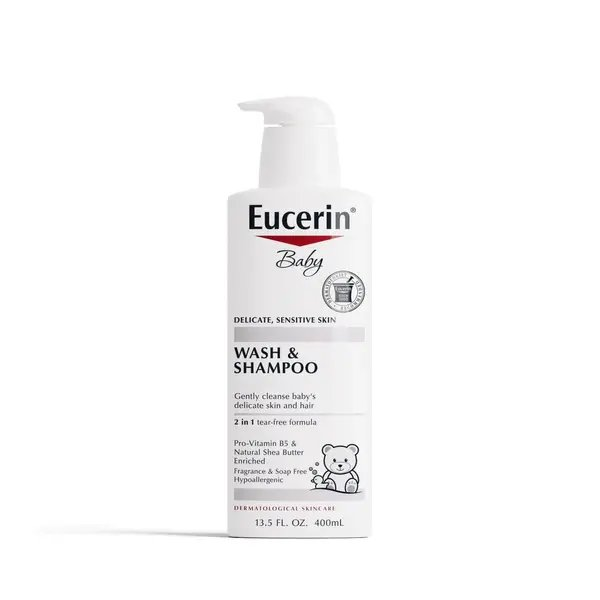 Eucerin®
Baby
DELICATE, SENSITIVE SKIN
WASH &
SHAMPOO
Gently cleanse baby's
delicate skin and hair
2 in 1 tear-free formula
Pro-Vitamin B5 &
Natural Shea Butter
Enriched
Fragrance & Soap Free
Hypoallergenic
DERMATOLOGICAL SKINCARE
13.5 FL. OZ. 400mL